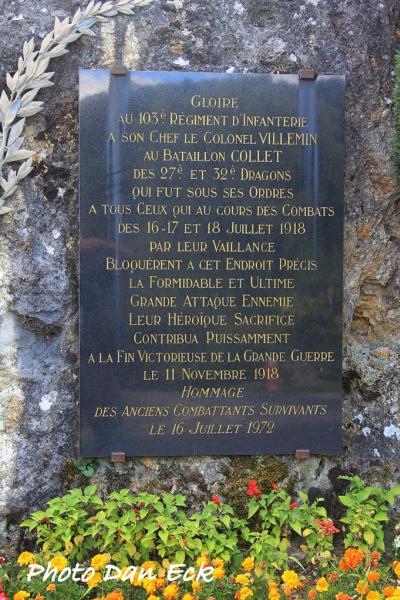 Gloire
au 103e Régiment d'Infanterie
a son Chef le Colonel VILLEMIN
au Bataillon COLLET
des 27e et 32e Dragons
qui fut sous ses Ordres
a tous Ceux qui au cours des Combats
des 16-17 et 18 Juillet 1918
par leur Vaillance
Bloquèrent a cet Endroit Précis
la Formidable et Ultime
Grande Attaque Ennemie
Leur Héroïque Sacrifice
Contribua Puissamment
a la Fin Victorieuse de la Grande Guerre
le 11 Novembre 1918
Hommage
des Anciens Combattants Survivants
le 16 Juillet 1972
Photo Dan Eck